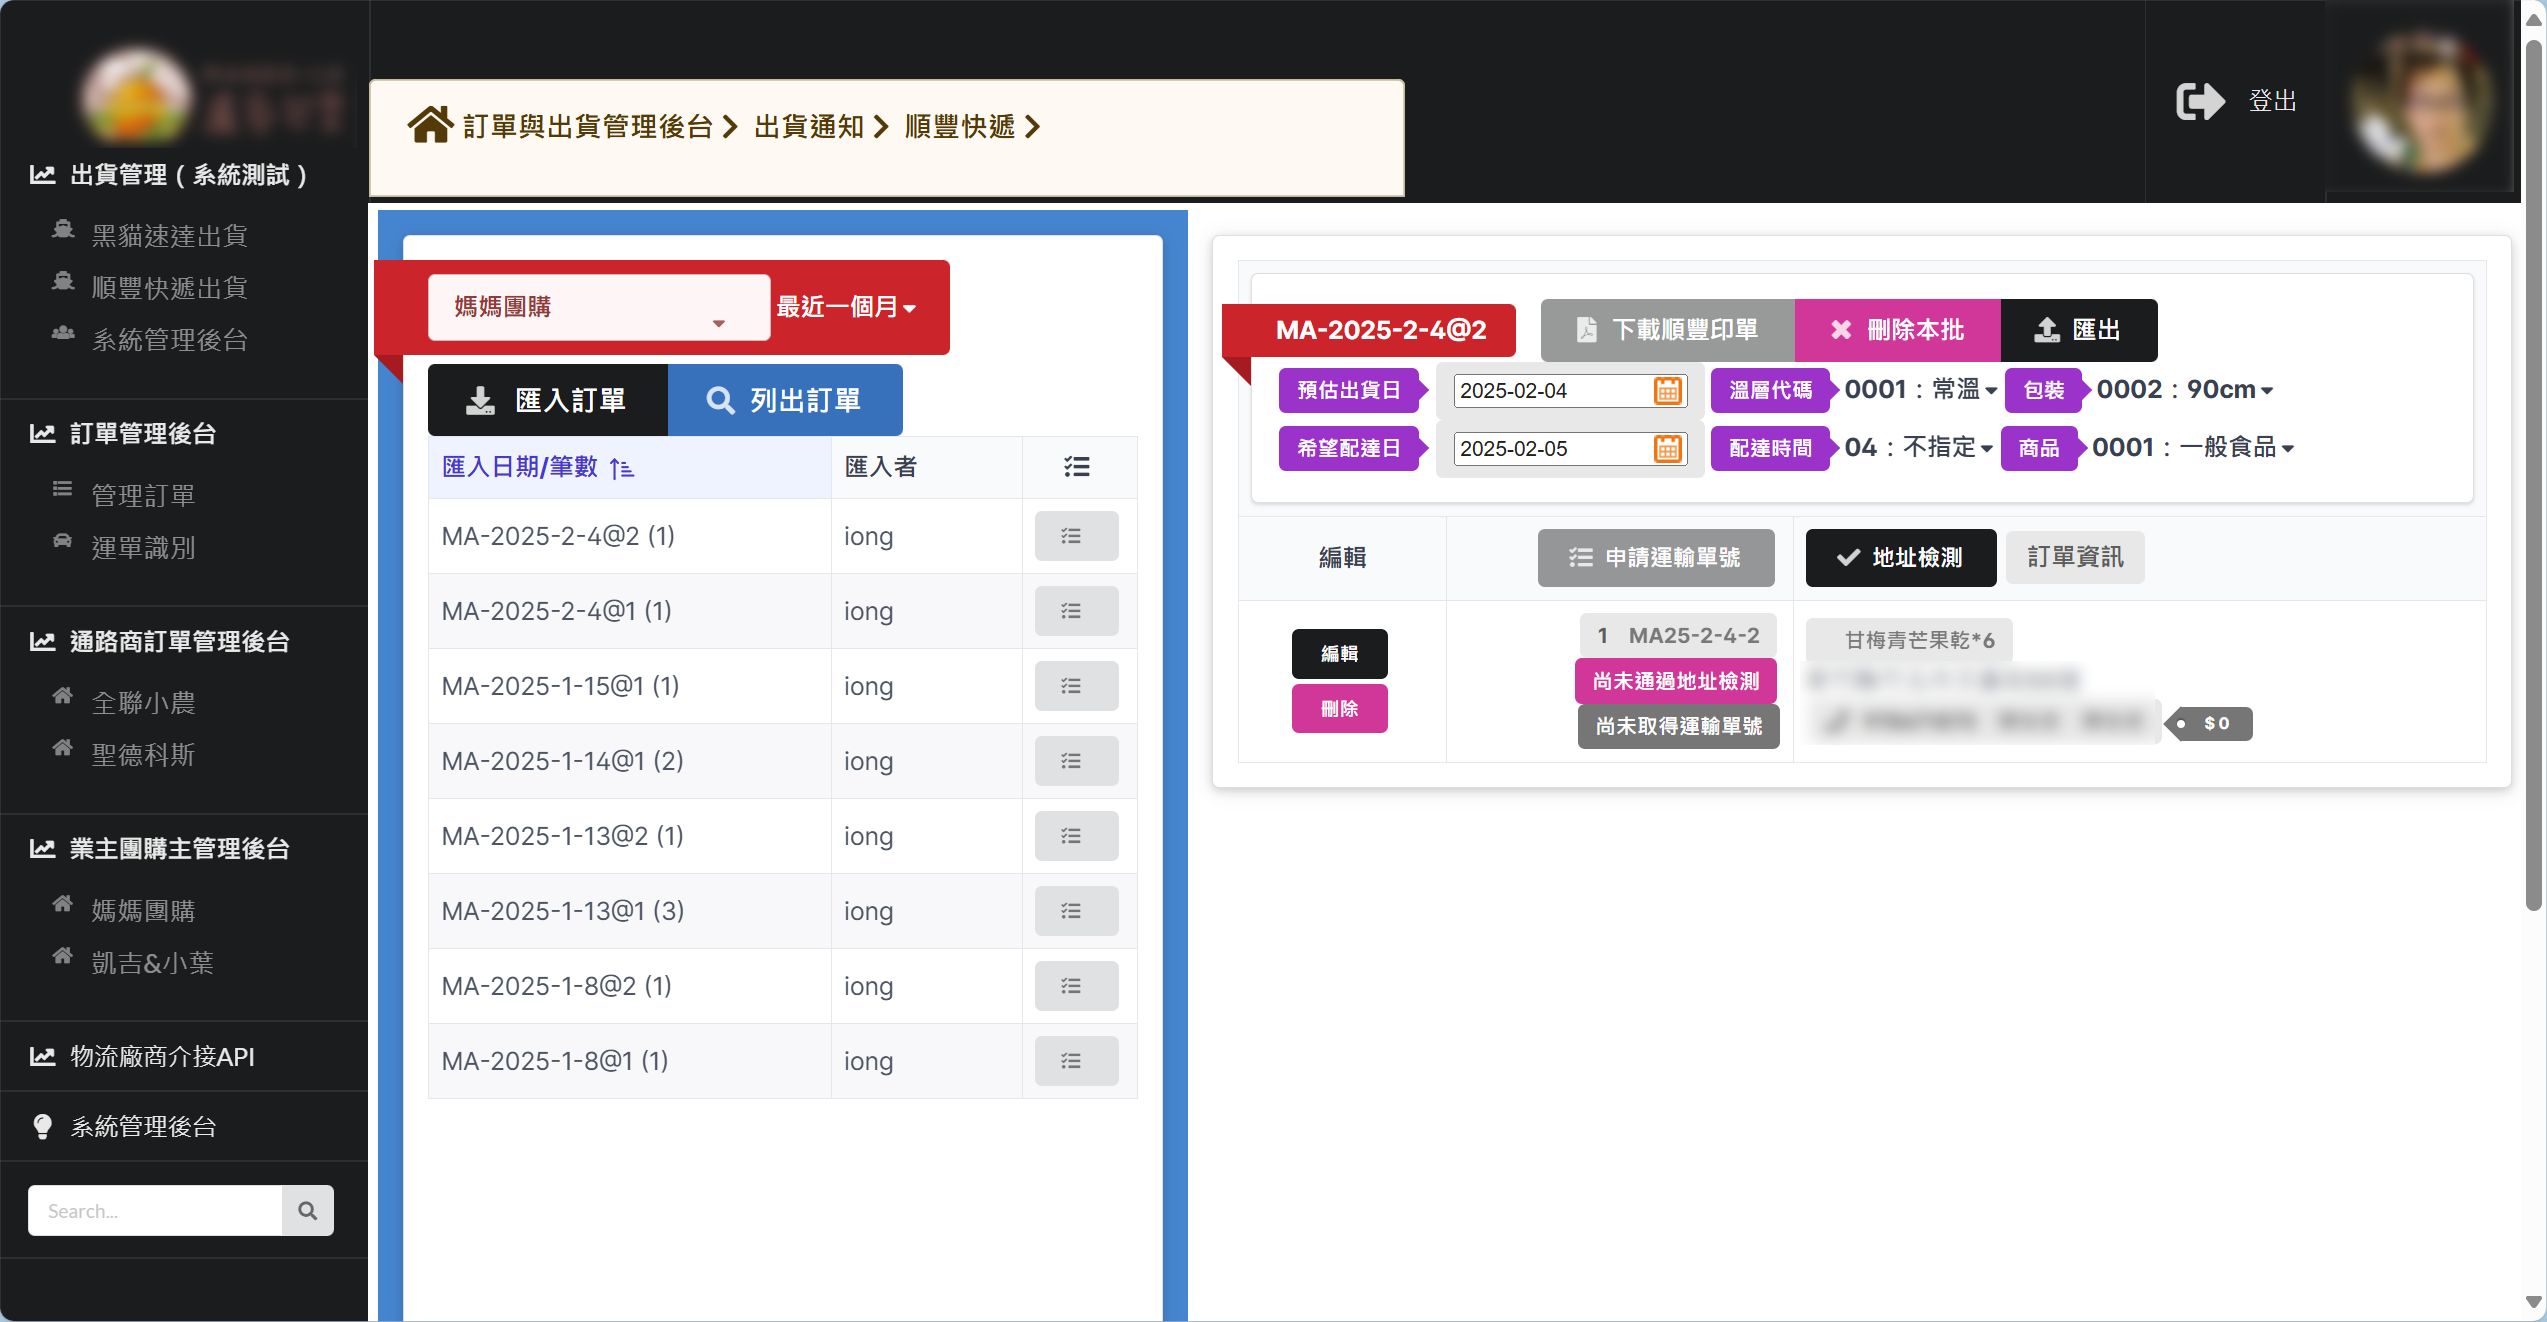 出貨管理 ( 系統測試 )
黑貓速達出貨
順豐快遞出貨
系統管理後台
訂單管理後台
管理訂單
運單識別
通路商訂單管理後台
全聯小農
聖德科斯
業主團購主管理後台
媽媽團購
凱吉&小葉
物流廠商介接API
系統管理後台
Search...
訂單與出貨管理後台 出貨通知 順豐快遞
登出
媽媽團購 最近一個月
匯入訂單 列出訂單
匯入日期/筆數 匯入者
MA-2025-2-4@2 (1) iong
MA-2025-2-4@1 (1) iong
MA-2025-1-15@1 (1) iong
MA-2025-1-14@1 (2) iong
MA-2025-1-13@2 (1) iong
MA-2025-1-13@1 (3) iong
MA-2025-1-8@2 (1) iong
MA-2025-1-8@1 (1) iong
MA-2025-2-4@2 下載順豐印單 刪除本批 匯出
預估出貨日 2025-02-04 溫層代碼 0001：常溫 包裝 0002：90cm
希望配達日 2025-02-05 配達時間 04：不指定 商品 0001：一般食品
編輯 申請運輸單號 地址檢測 訂單資訊
編輯 1 MA25-2-4-2 甘梅青芒果乾*6
刪除 尚未通過地址檢測
尚未取得運輸單號 $0